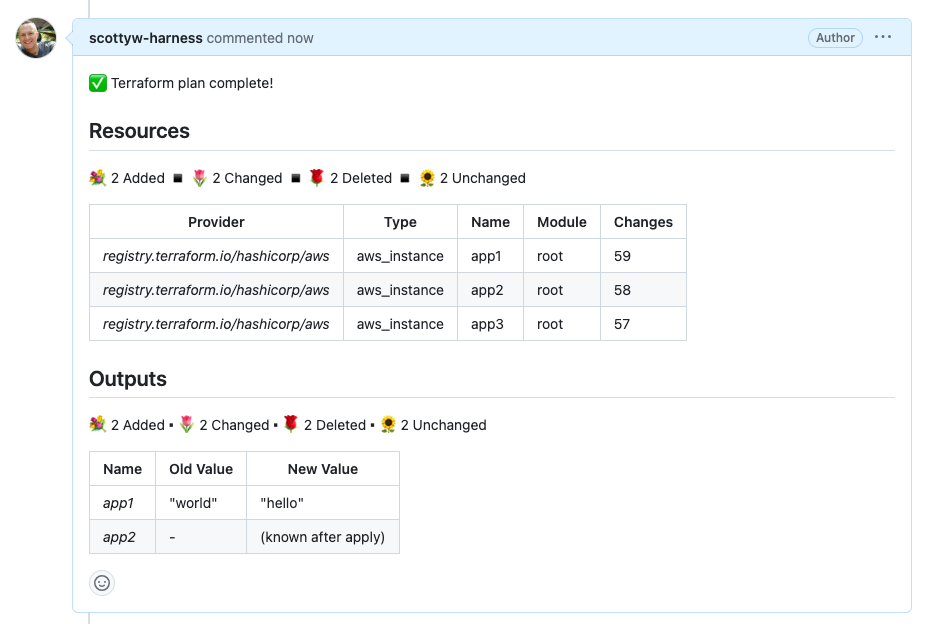 scottyw-harness commented now Author ...
✅ Terraform plan complete!
Resources
💐 2 Added ▪ 🌷 2 Changed ▪ 🌹 2 Deleted ▪ 🌻 2 Unchanged
Provider Type Name Module Changes
registry.terraform.io/hashicorp/aws aws_instance app1 root 59
registry.terraform.io/hashicorp/aws aws_instance app2 root 58
registry.terraform.io/hashicorp/aws aws_instance app3 root 57
Outputs
💐 2 Added ▪ 🌷 2 Changed ▪ 🌹 2 Deleted ▪ 🌻 2 Unchanged
Name Old Value New Value
app1 "world" "hello"
app2 - (known after apply)